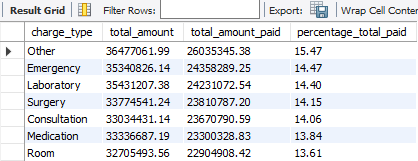 Result Grid Filter Rows: Export: Wrap Cell Conten
charge_type total_amount total_amount_paid percentage_total_paid
Other 36477061.99 26035345.38 15.47
Emergency 35340826.14 24358289.25 14.47
Laboratory 35431207.38 24231072.54 14.40
Surgery 33774541.24 23810787.20 14.15
Consultation 33034431.14 23670790.59 14.06
Medication 33336687.19 23300328.83 13.84
Room 32705493.56 22904908.42 13.61